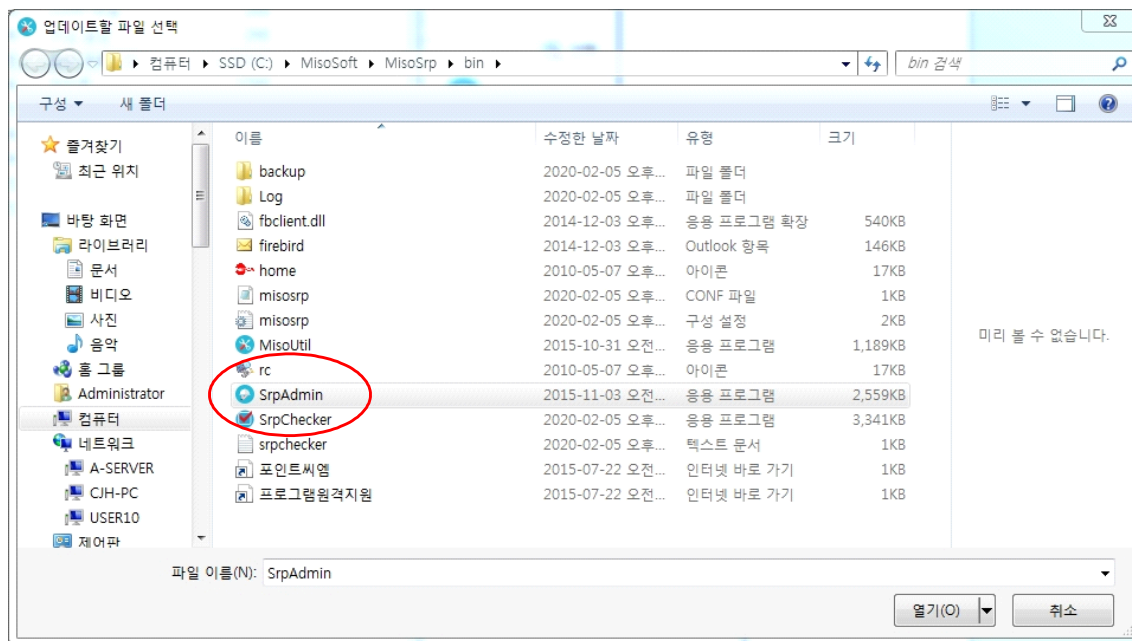 업데이트할 파일 선택
컴퓨터 SSD (C:) MisoSoft MisoSrp bin
bin 검색
구성 새 폴더
즐겨찾기
최근 위치
바탕 화면
라이브러리
문서
비디오
사진
음악
홈 그룹
Administrator
컴퓨터
네트워크
A-SERVER
CJH-PC
USER10
제어판
이름 수정한 날짜 유형 크기
backup 2020-02-05 오후... 파일 폴더
Log 2020-02-05 오후... 파일 폴더
fbclient.dll 2014-12-03 오후... 응용 프로그램 확장 540KB
firebird 2014-12-03 오후... Outlook 항목 146KB
home 2010-05-07 오후... 아이콘 17KB
misosrp 2020-02-05 오후... CONF 파일 1KB
misosrp 2020-02-05 오후... 구성 설정 2KB
MisoUtil 2015-10-31 오전... 응용 프로그램 1,189KB
rc 2010-05-07 오후... 아이콘 17KB
SrpAdmin 2015-11-03 오전... 응용 프로그램 2,559KB
SrpChecker 2020-02-05 오후... 응용 프로그램 3,341KB
srpchecker 2020-02-05 오후... 텍스트 문서 1KB
포인트씨엠 2015-07-22 오전... 인터넷 바로 가기 1KB
프로그램원격지원 2015-07-22 오전... 인터넷 바로 가기 1KB
미리 볼 수 없습니다.
파일 이름(N): SrpAdmin
열기(O) 취소